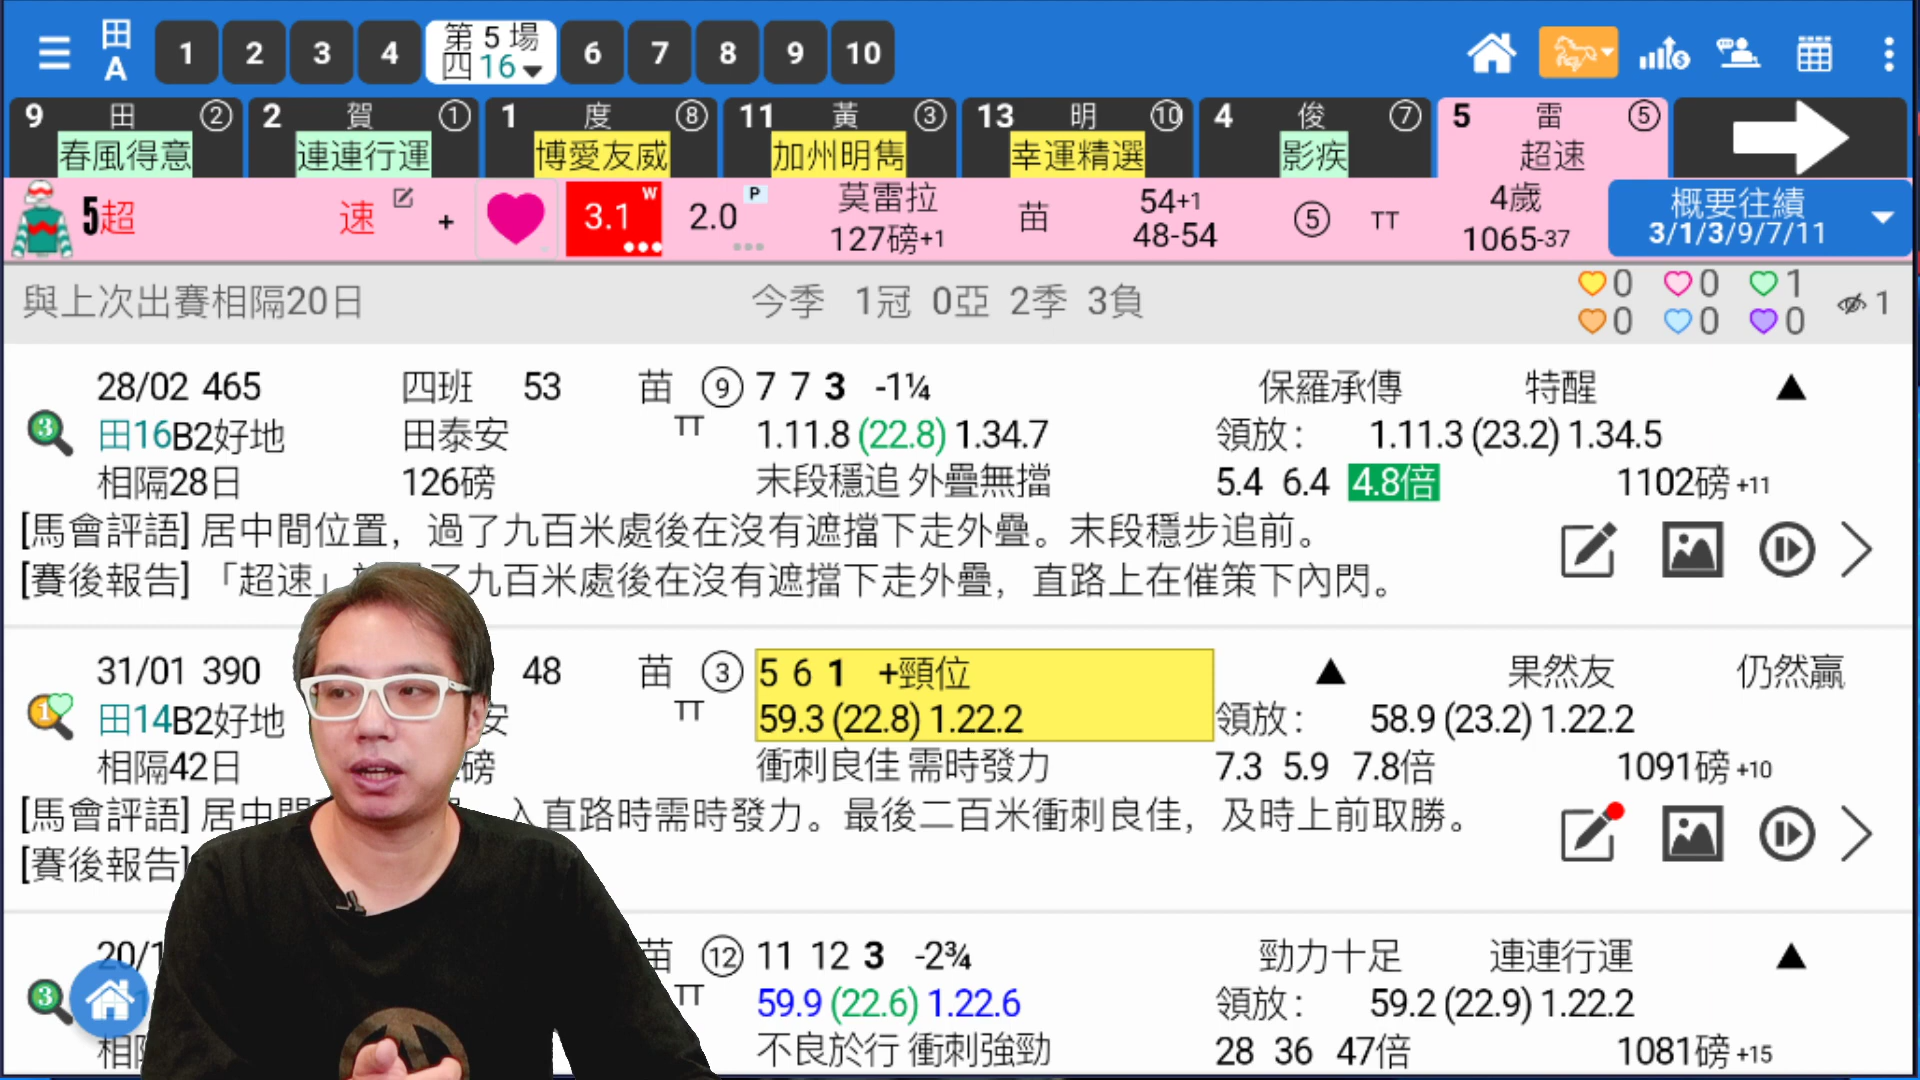 田 A 1 2 3 4 第 5 場 四 16 6 7 8 9 10
9 田 ② 春風得意
2 賀 ① 連連行運
1 度 ⑧ 博愛友威
11 黃 ③ 加州明雋
13 明 ⑩ 幸運精選
4 俊 ⑦ 影疾
5 雷 ⑤ 超速
5超 速 + 3.1 W 2.0 P 莫雷拉 127磅+1 苗 54+1 48-54 ⑤ TT 4歲 1065-37 概要往績 3/1/3/9/7/11
與上次出賽相隔20日 今季 1冠 0亞 2季 3負 0 0 1 0 0 0 1
28/02 465 四班 53 苗 ⑨ 7 7 3 -1¼ 保羅承傳 特醒 ▲
3 田16B2好地 田泰安 TT 1.11.8 (22.8) 1.34.7 領放: 1.11.3 (23.2) 1.34.5
相隔28日 126磅 末段穩追 外疊無擋 5.4 6.4 4.8倍 1102磅 +11
[馬會評語] 居中間位置，過了九百米處後在沒有遮擋下走外疊。末段穩步追前。
[賽後報告] 「超速」 了九百米處後在沒有遮擋下走外疊，直路上在催策下內閃。
31/01 390 48 苗 ③ 5 6 1 +頸位 ▲ 果然友 仍然贏
1 田14B2好地 安 TT 59.3 (22.8) 1.22.2 領放: 58.9 (23.2) 1.22.2
相隔42日 磅 衝刺良佳 需時發力 7.3 5.9 7.8倍 1091磅 +10
[馬會評語] 居中間 入直路時需時發力。最後二百米衝刺良佳，及時上前取勝。
[賽後報告]
20/1 苗 ⑫ 11 12 3 -2¾ 勁力十足 連連行運 ▲
3 TT 59.9 (22.6) 1.22.6 領放: 59.2 (22.9) 1.22.2
相 不良於行 衝刺強勁 28 36 47倍 1081磅 +15